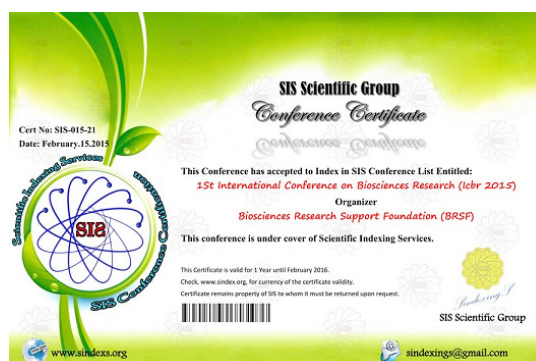 SIS Scientific Group
Conference Certificate
Cert No: SIS-015-21
Date: February.15.2015
Scientific Indexing Services
SIS
SIS Conference Certification
This Conference has accepted to Index in SIS Conference List Entitled:
1St International Conference on Biosciences Research (Icbr 2015)
Organizer
Biosciences Research Support Foundation (BRSF)
This conference is under cover of Scientific Indexing Services.
This Certificate is valid for 1 Year until February 2016.
Check, www.sindex.org, for currency of the certificate validity.
Certificate remains property of SIS to whom it must be returned upon request.
Sindexing.S
SIS Scientific Group
www.sindexs.org
sindexings@gmail.com